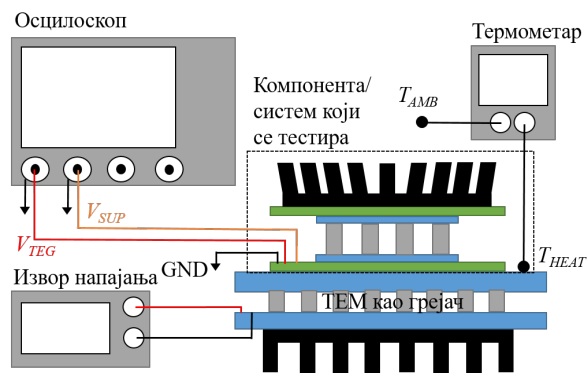 Осцилоскоп
Термометар
Компонента/
систем који
се тестира
T_AMB
V_SUP
V_TEG
GND
T_HEAT
Извор напајања
ТЕМ као грејач